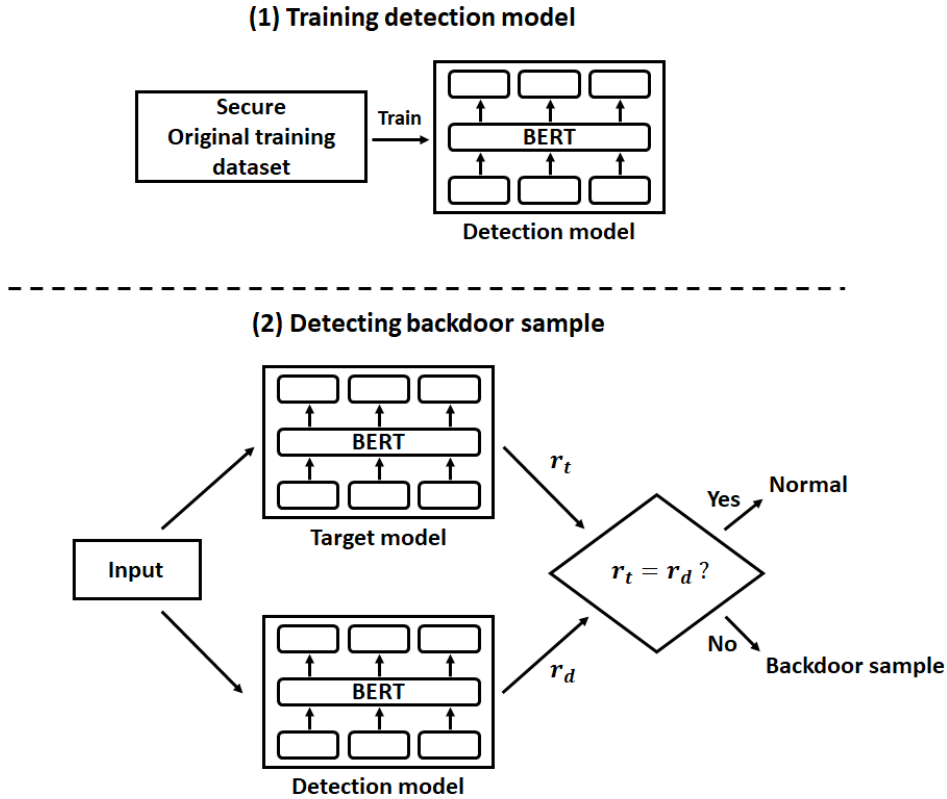 (1) Training detection model
Secure
Original training
dataset
Train
BERT
Detection model
(2) Detecting backdoor sample
BERT
Target model
Input
BERT
Detection model
r_t
r_d
r_t = r_d ?
Yes
Normal
No
Backdoor sample